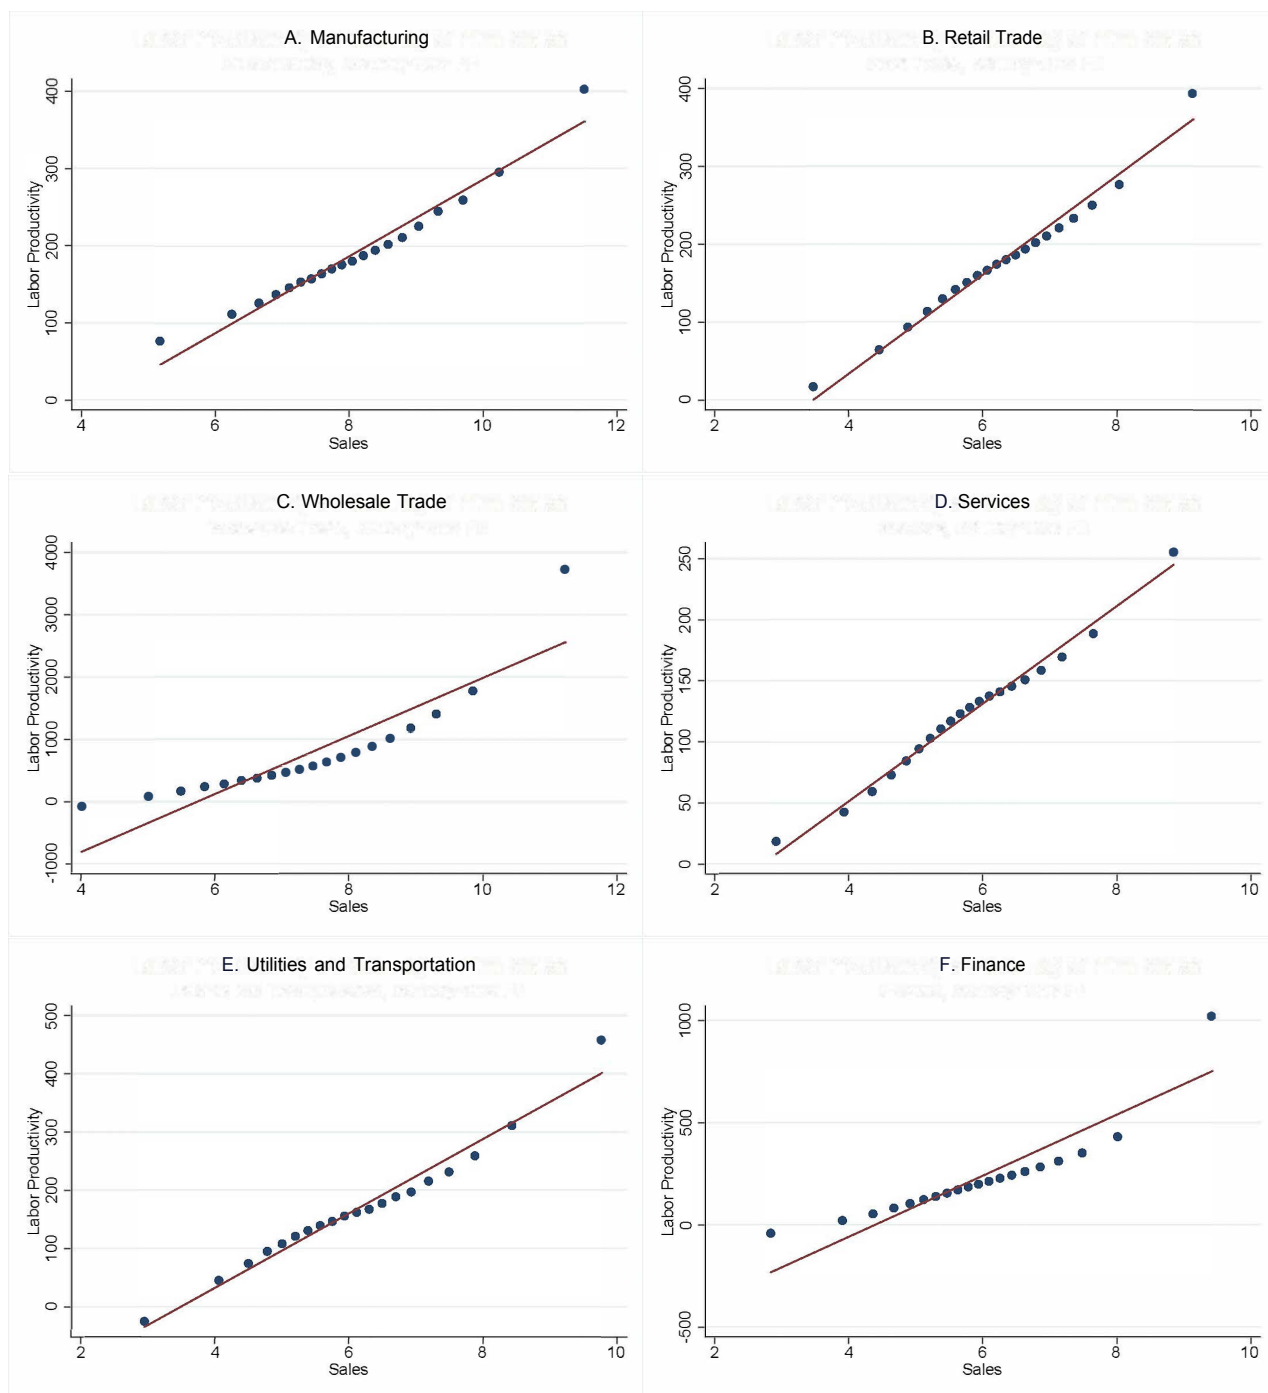 A. Manufacturing
Labor Productivity
400
300
200
100
0
4 6 8 10 12
Sales
B. Retail Trade
Labor Productivity
400
300
200
100
0
2 4 6 8 10
Sales
C. Wholesale Trade
Labor Productivity
4000
3000
2000
1000
0
-1000
4 6 8 10 12
Sales
D. Services
Labor Productivity
250
200
150
100
50
0
2 4 6 8 10
Sales
E. Utilities and Transportation
Labor Productivity
500
400
300
200
100
0
2 4 6 8 10
Sales
F. Finance
Labor Productivity
1000
500
0
-500
2 4 6 8 10
Sales